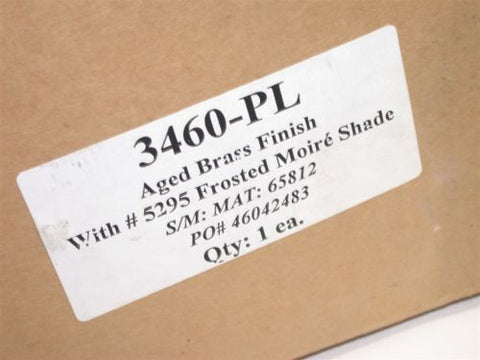 3460-PL
Aged Brass Finish
With # 5295 Frosted Moiré Shade
S/M: MAT: 65812
PO# 46042483
Qty: 1 ea.